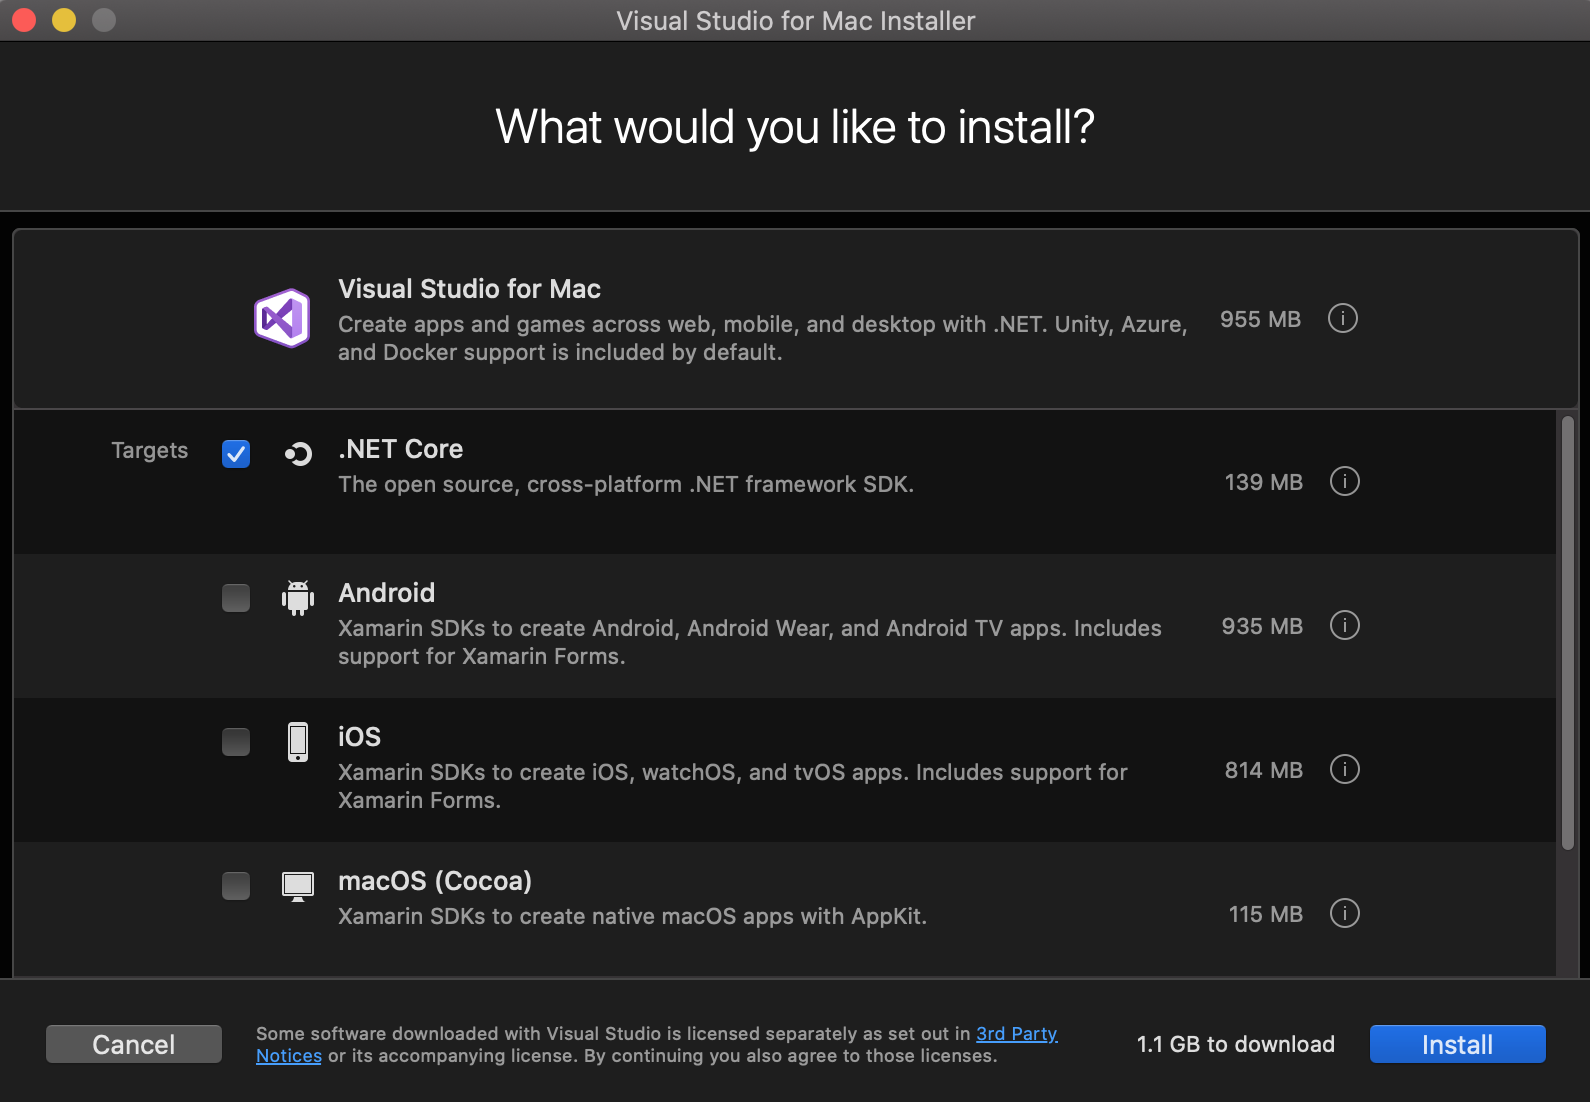 Visual Studio for Mac Installer
What would you like to install?
Visual Studio for Mac
Create apps and games across web, mobile, and desktop with .NET. Unity, Azure,
and Docker support is included by default.
955 MB
Targets
.NET Core
The open source, cross-platform .NET framework SDK.
139 MB
Android
Xamarin SDKs to create Android, Android Wear, and Android TV apps. Includes
support for Xamarin Forms.
935 MB
iOS
Xamarin SDKs to create iOS, watchOS, and tvOS apps. Includes support for
Xamarin Forms.
814 MB
macOS (Cocoa)
Xamarin SDKs to create native macOS apps with AppKit.
115 MB
Cancel
Some software downloaded with Visual Studio is licensed separately as set out in 3rd Party
Notices or its accompanying license. By continuing you also agree to those licenses.
1.1 GB to download
Install